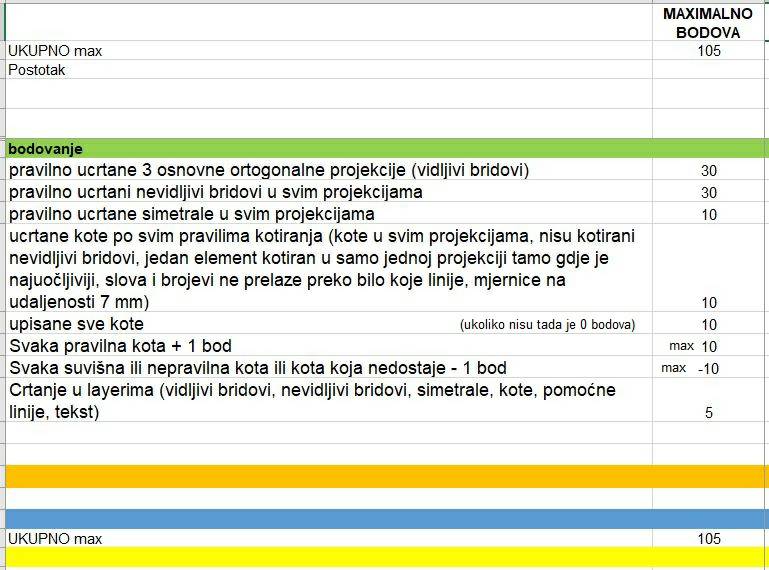 MAXIMALNO
BODOVA
UKUPNO max 105
Postotak
bodovanje
pravilno ucrtane 3 osnovne ortogonalne projekcije (vidljivi bridovi) 30
pravilno ucrtani nevidljivi bridovi u svim projekcijama 30
pravilno ucrtane simetrale u svim projekcijama 10
ucrtane kote po svim pravilima kotiranja (kote u svim projekcijama, nisu kotirani
nevidljivi bridovi, jedan element kotiran u samo jednoj projekciji tamo gdje je
najuočljiviji, slova i brojevi ne prelaze preko bilo koje linije, mjernice na
udaljenosti 7 mm) 10
upisane sve kote (ukoliko nisu tada je 0 bodova) 10
Svaka pravilna kota + 1 bod max 10
Svaka suvišna ili nepravilna kota ili kota koja nedostaje - 1 bod max -10
Crtanje u layerima (vidljivi bridovi, nevidljivi bridovi, simetrale, kote, pomoćne
linije, tekst) 5
UKUPNO max 105